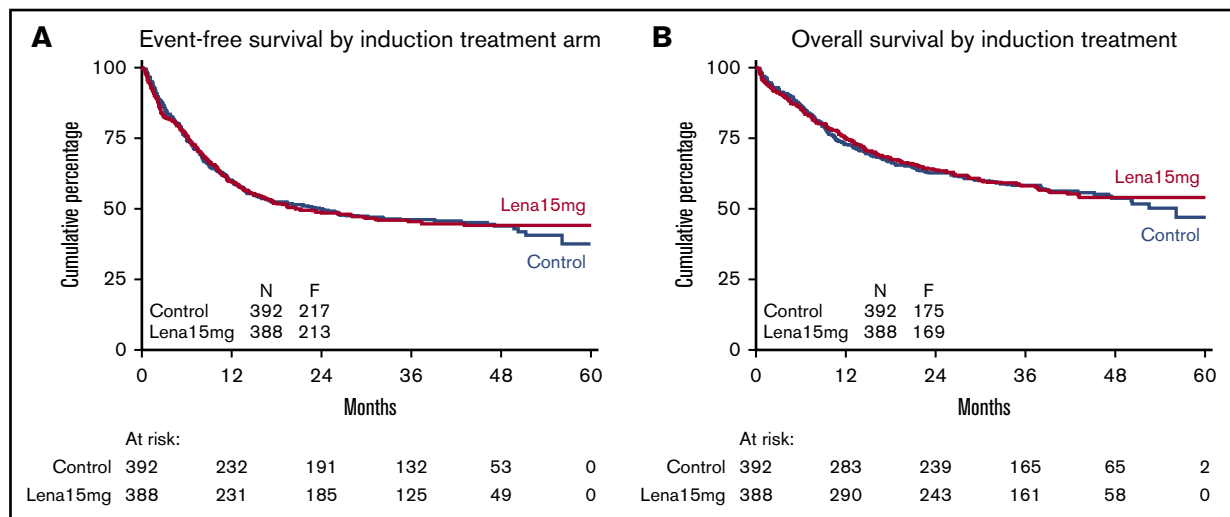 A Event-free survival by induction treatment arm
100
75
50
25
0
Cumulative percentage
Lena15mg
Control
N F
Control 392 217
Lena15mg 388 213
0 12 24 36 48 60
Months
At risk:
Control 392 232 191 132 53 0
Lena15mg 388 231 185 125 49 0
B Overall survival by induction treatment
100
75
50
25
0
Cumulative percentage
Lena15mg
Control
N F
Control 392 175
Lena15mg 388 169
0 12 24 36 48 60
Months
At risk:
Control 392 283 239 165 65 2
Lena15mg 388 290 243 161 58 0